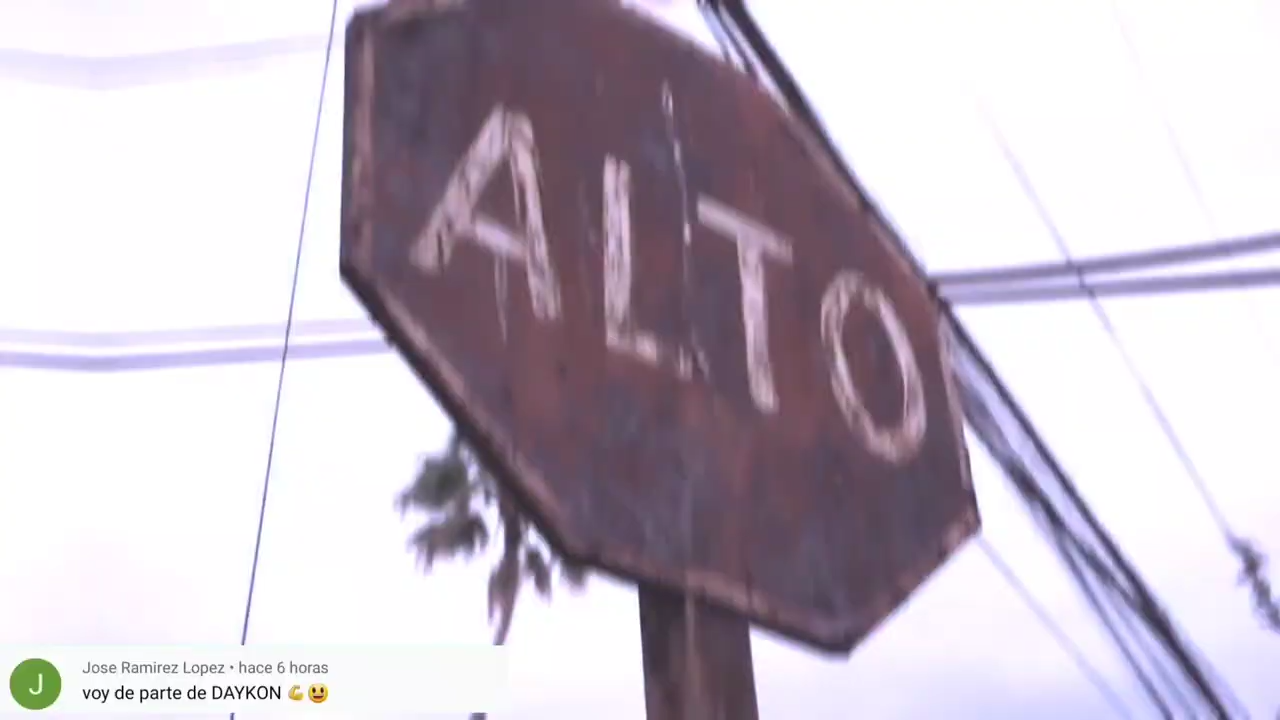 ALTO
Jose Ramirez Lopez • hace 6 horas
voy de parte de DAYKON 💪😃